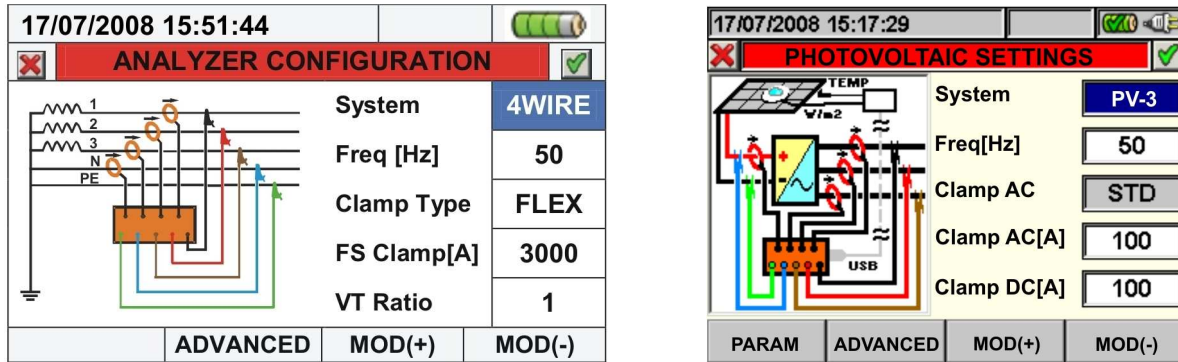 17/07/2008 15:51:44
ANALYZER CONFIGURATION
1
2
3
N
PE
System 4WIRE
Freq [Hz] 50
Clamp Type FLEX
FS Clamp[A] 3000
VT Ratio 1
ADVANCED MOD(+) MOD(-)
17/07/2008 15:17:29
PHOTOVOLTAIC SETTINGS
TEMP
W/m2
USB
System PV-3
Freq[Hz] 50
Clamp AC STD
Clamp AC[A] 100
Clamp DC[A] 100
PARAM ADVANCED MOD(+) MOD(-)